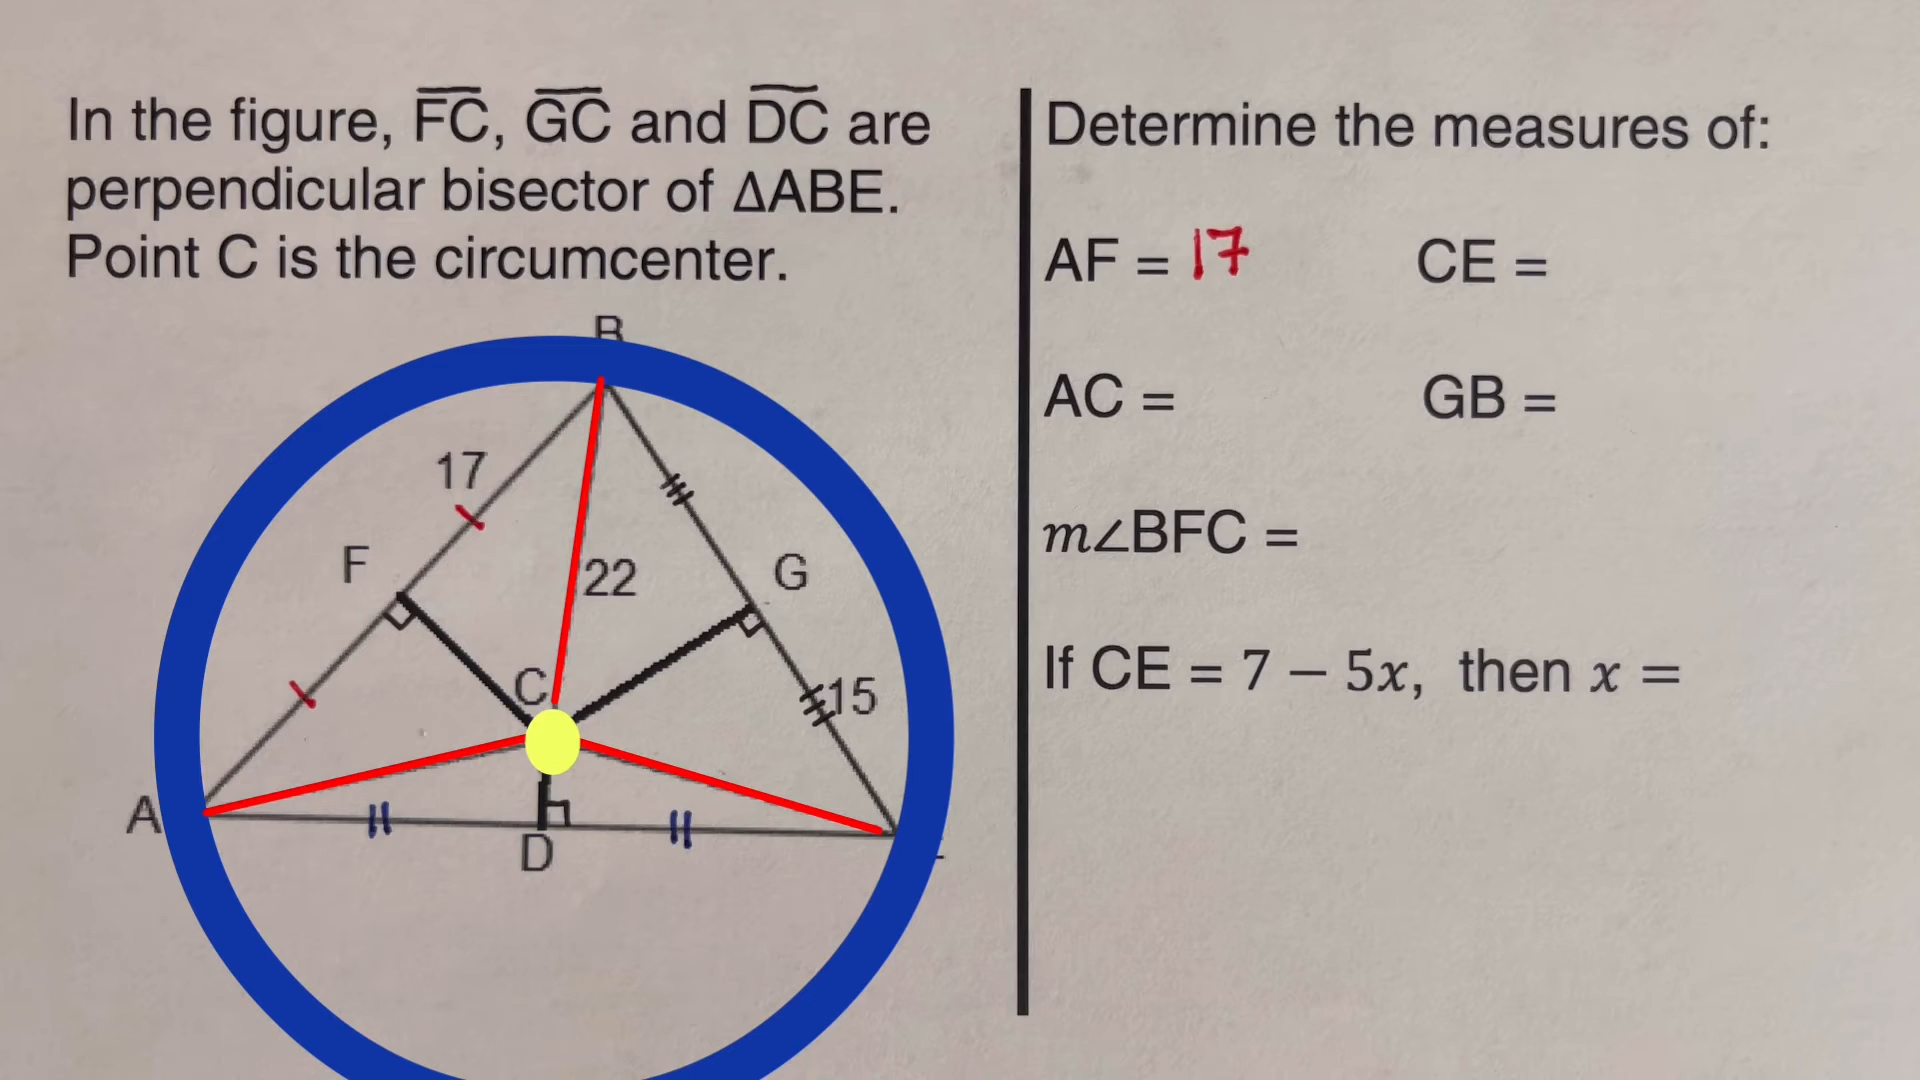 In the figure, FC, GC and DC are
perpendicular bisector of ΔABE.
Point C is the circumcenter.
B
17
F
22
G
C
15
A
D
Determine the measures of:
AF = 17
CE =
AC =
GB =
m∠BFC =
If CE = 7 − 5x, then x =